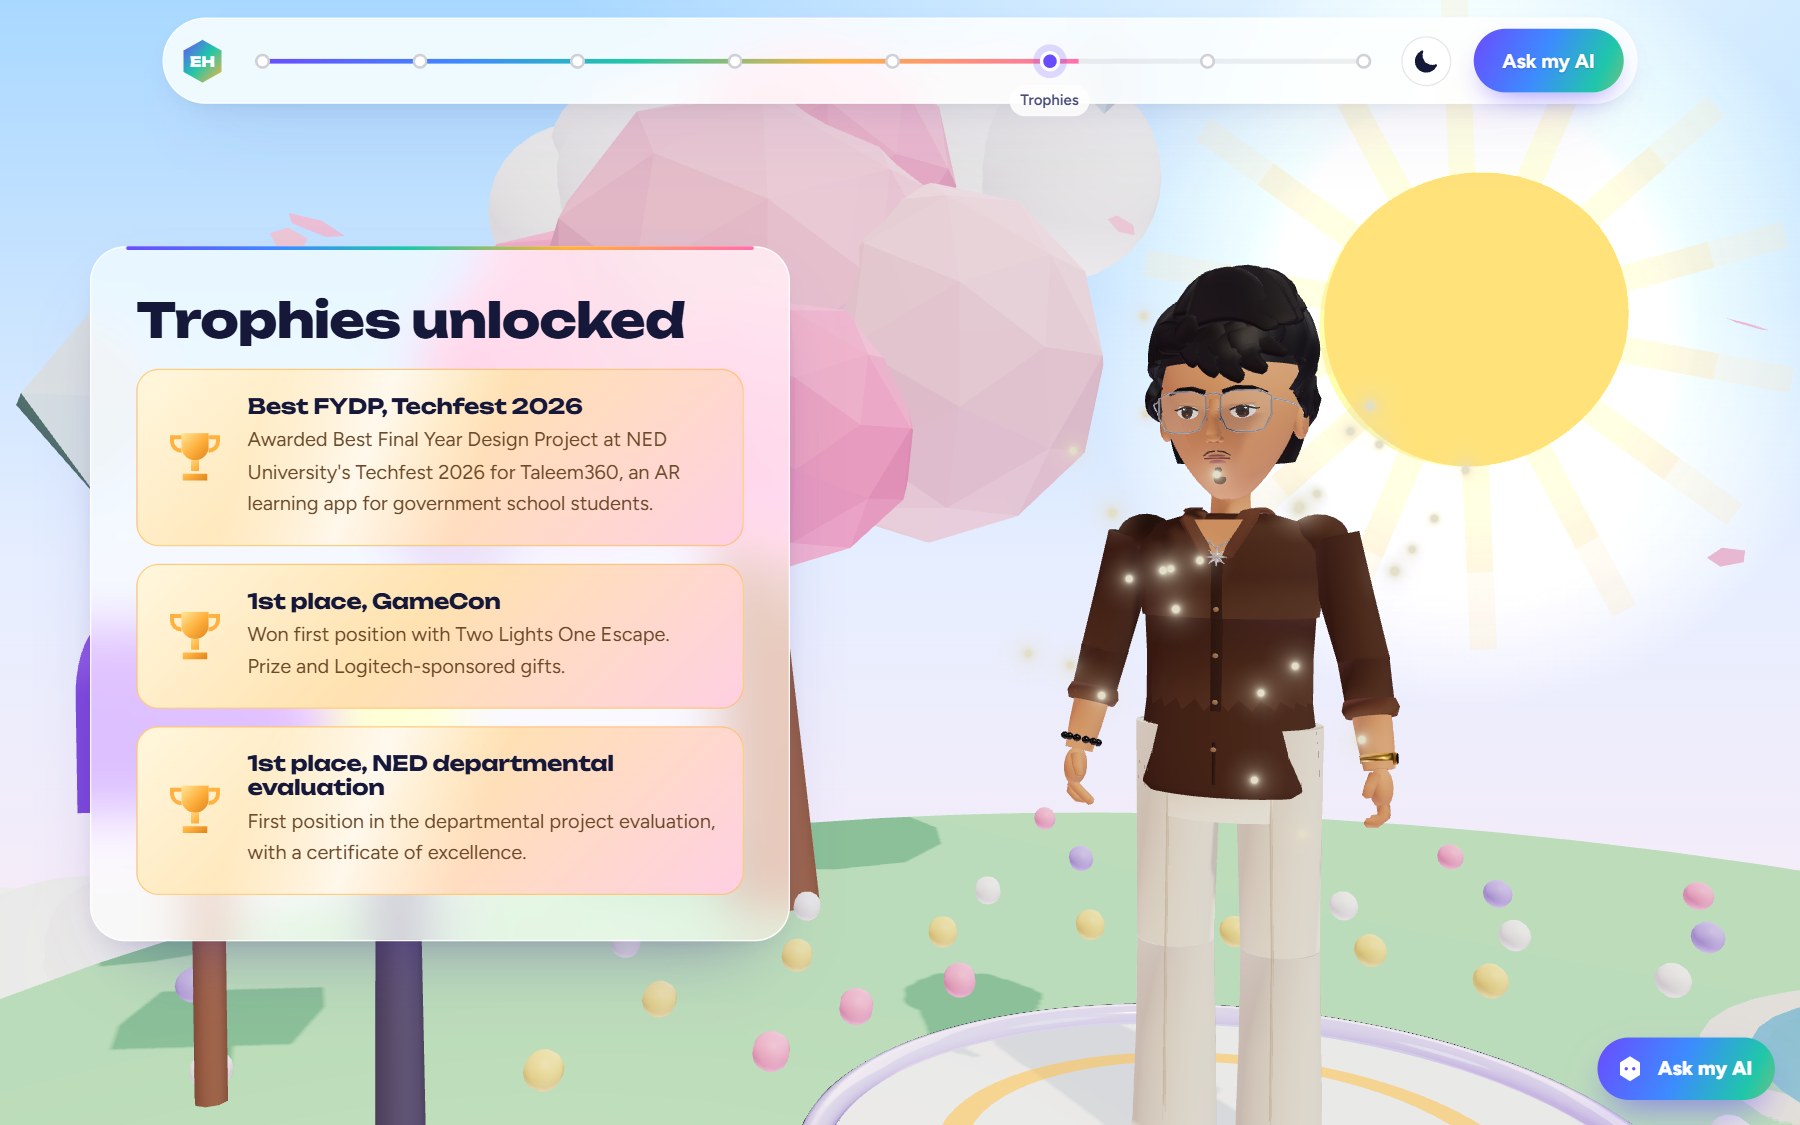 EH
Ask my AI
Trophies
Trophies unlocked
Best FYDP, Techfest 2026
Awarded Best Final Year Design Project at NED
University's Techfest 2026 for Taleem360, an AR
learning app for government school students.
1st place, GameCon
Won first position with Two Lights One Escape.
Prize and Logitech-sponsored gifts.
1st place, NED departmental
evaluation
First position in the departmental project evaluation,
with a certificate of excellence.
Ask my AI